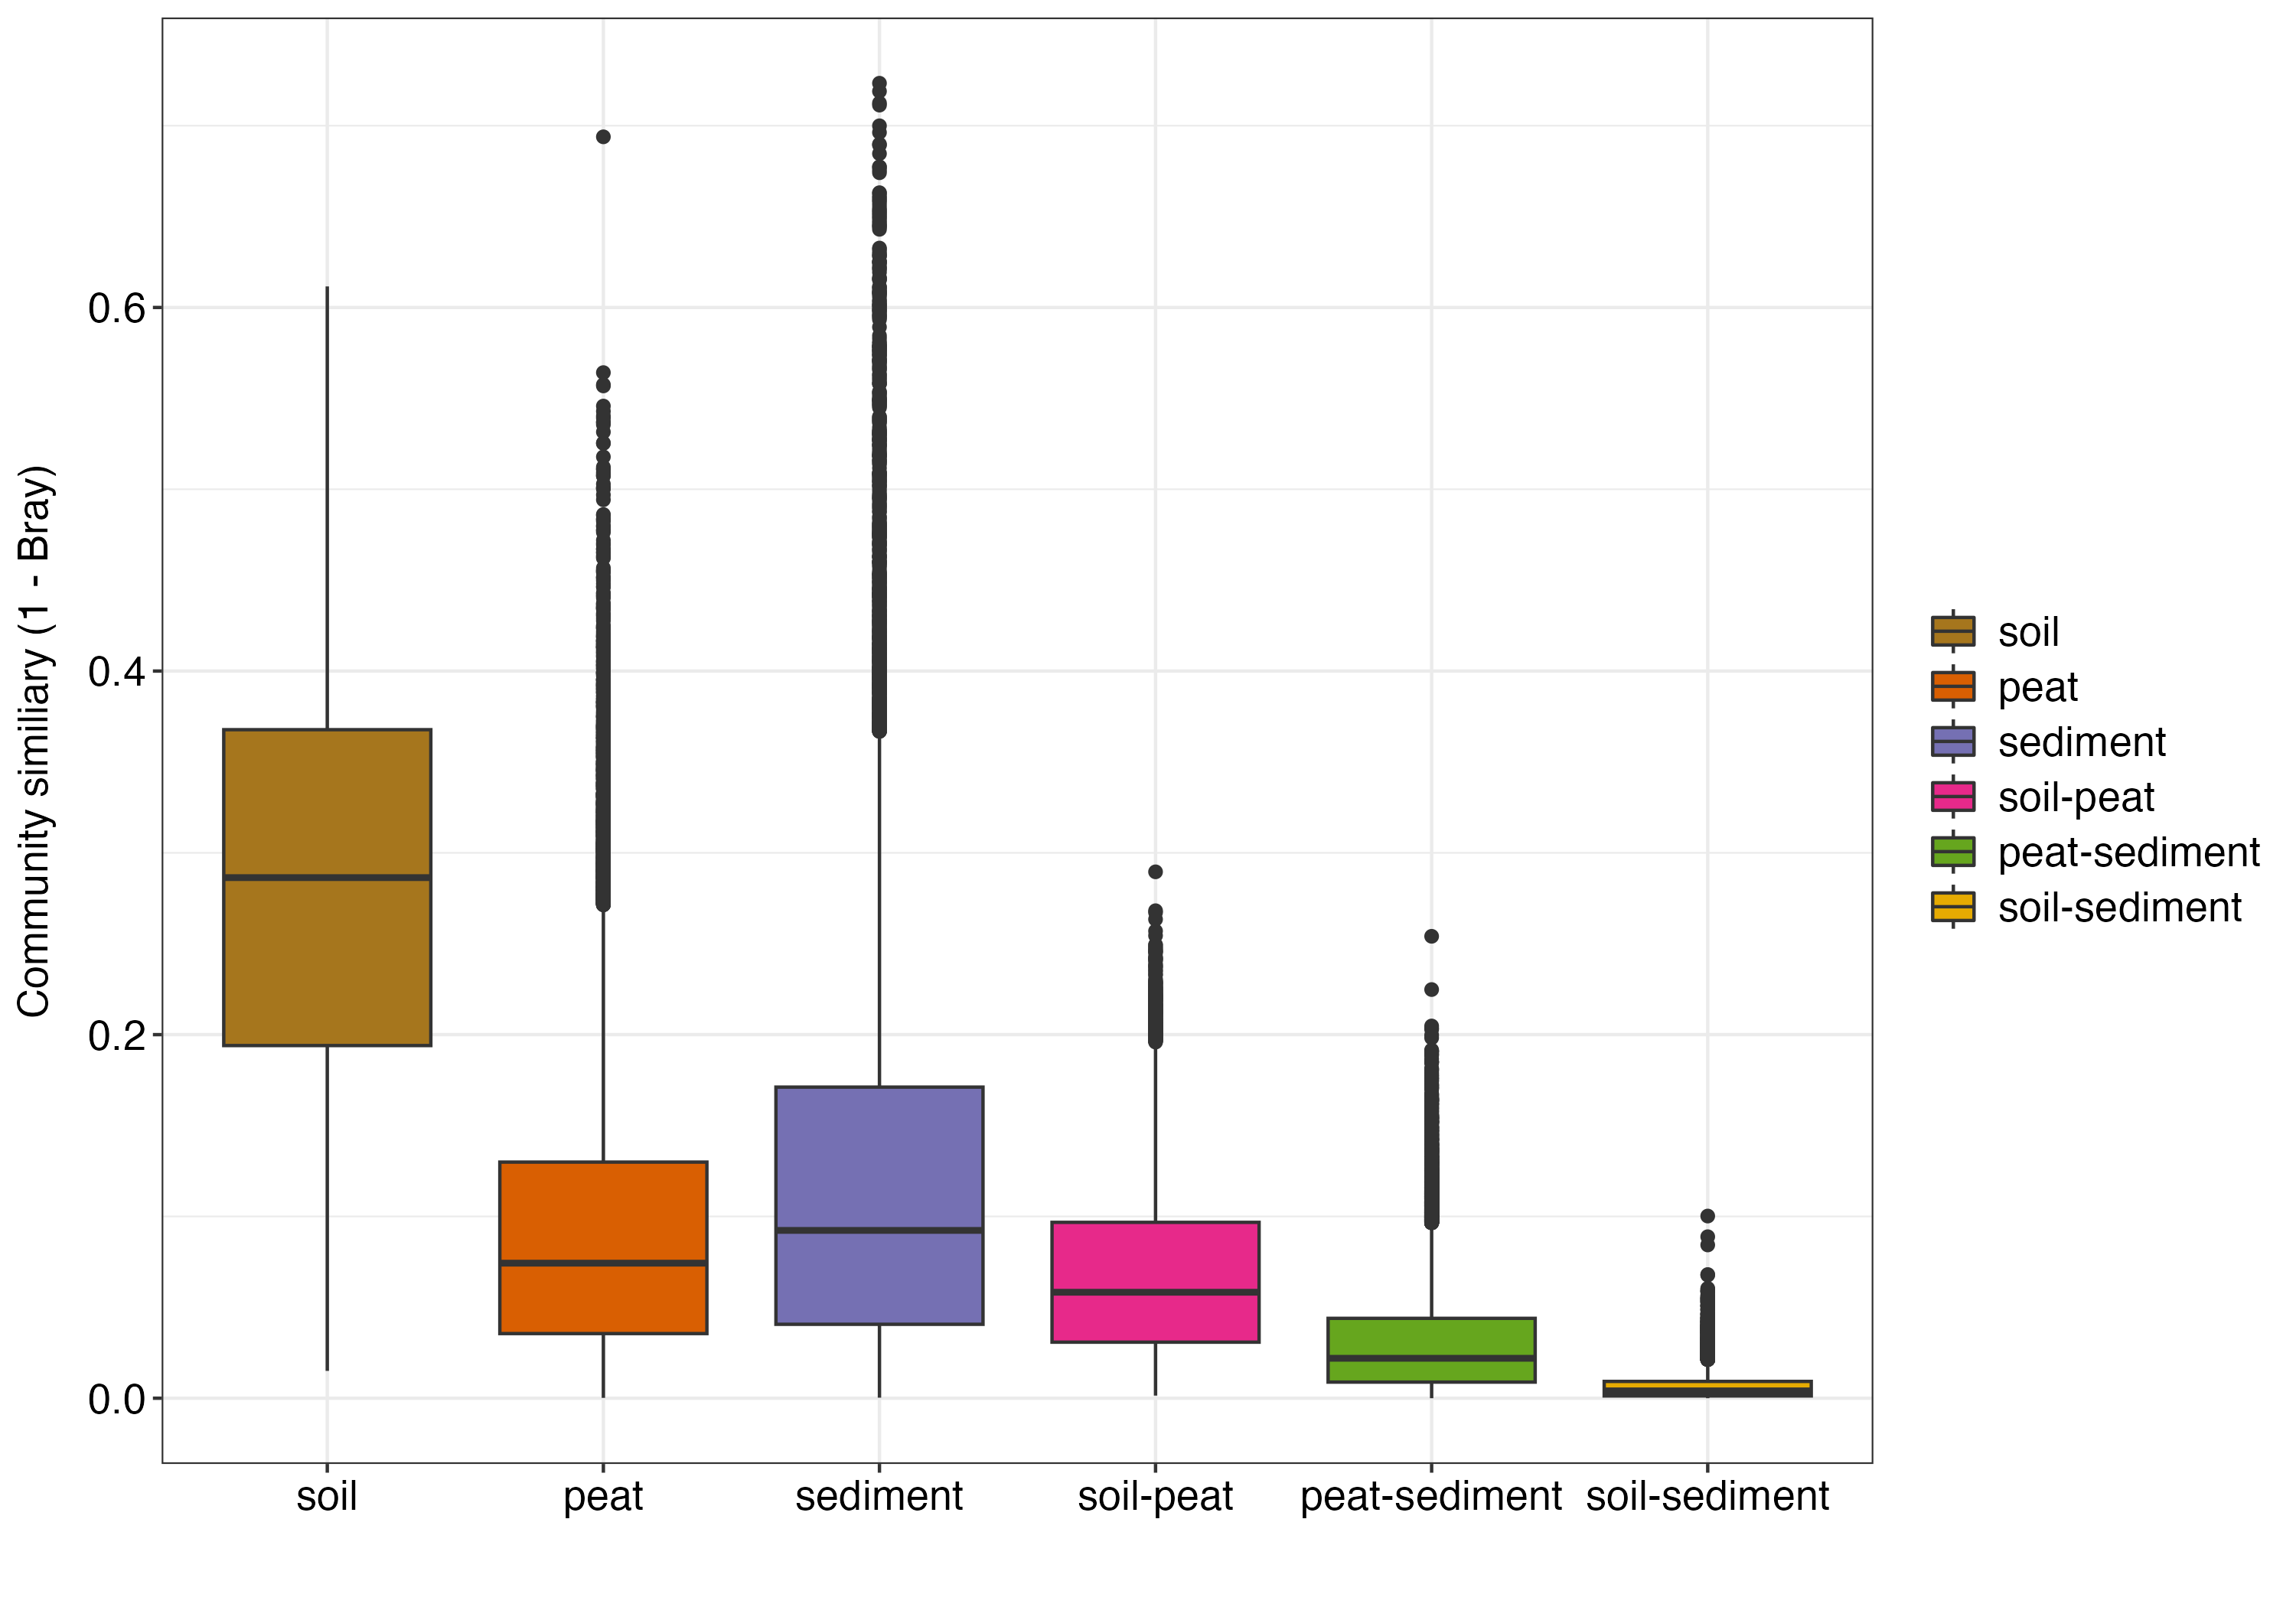 Community similiary (1 - Bray)
0.6
0.4
0.2
0.0
soil
peat
sediment
soil-peat
peat-sediment
soil-sediment
soil
peat
sediment
soil-peat
peat-sediment
soil-sediment